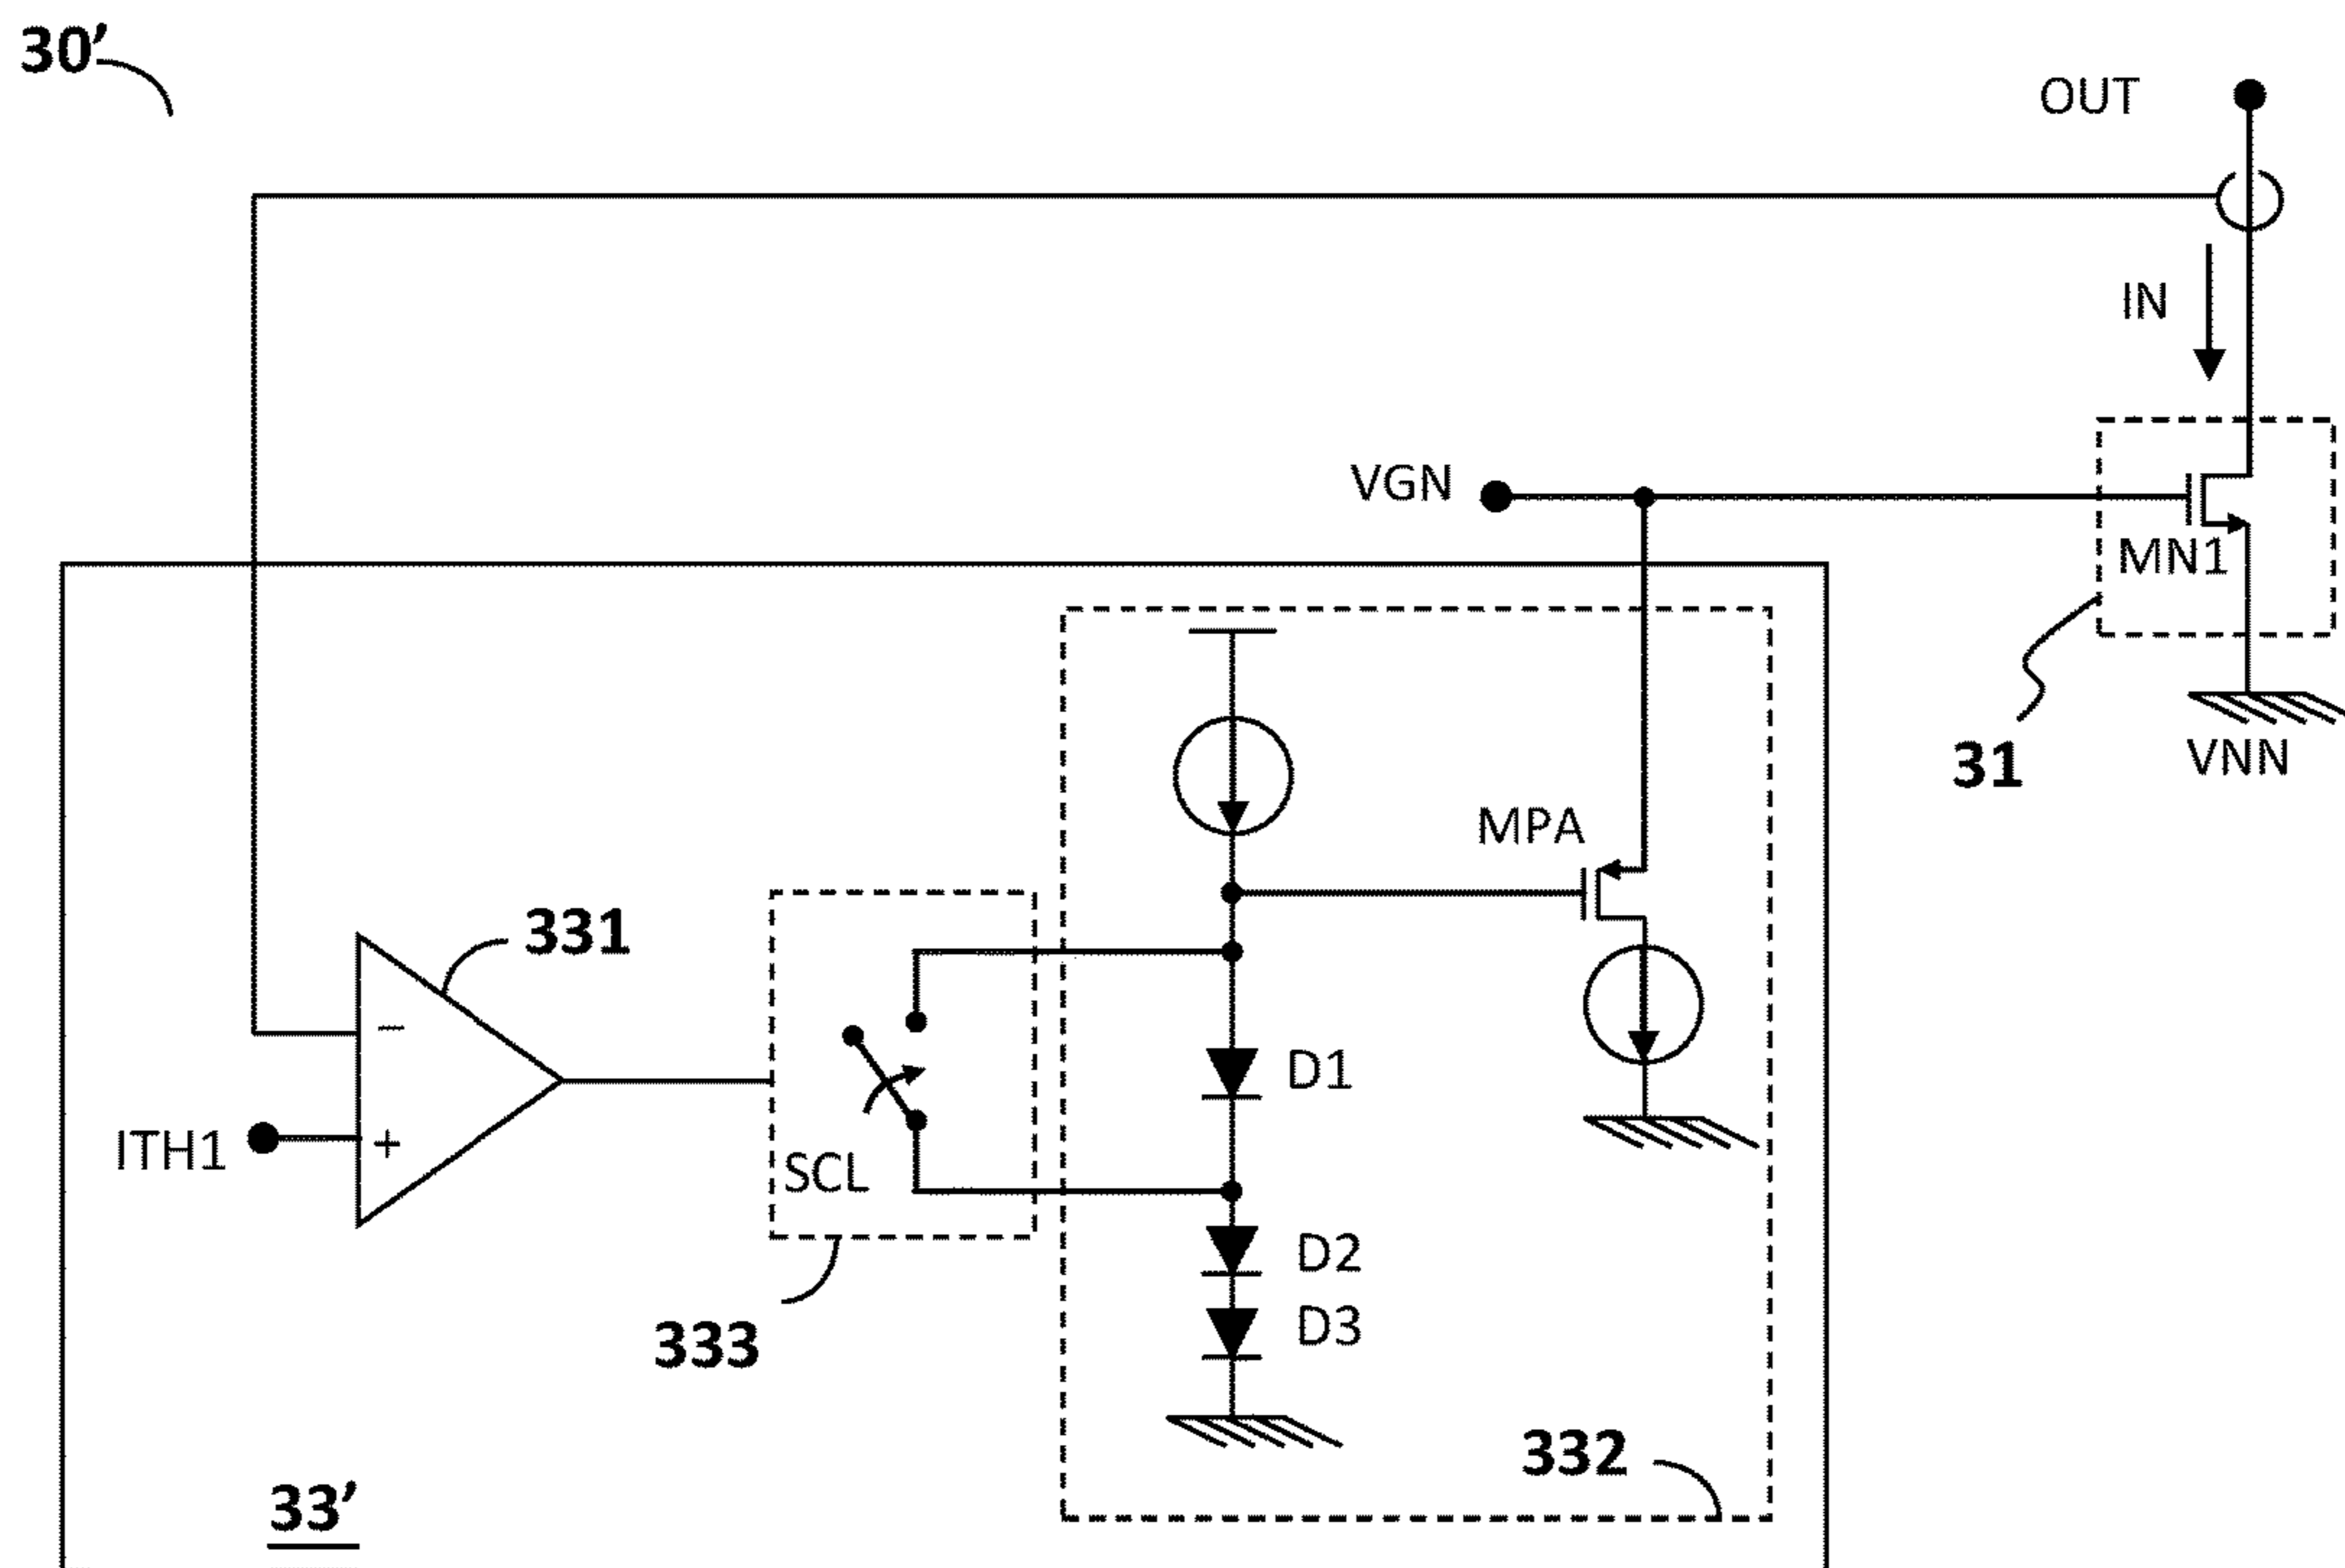 30’
OUT
IN
VGN
MN1
31
VNN
MPA
331
−
ITH1
+
D1
SCL
D2
333
D3
332
33’